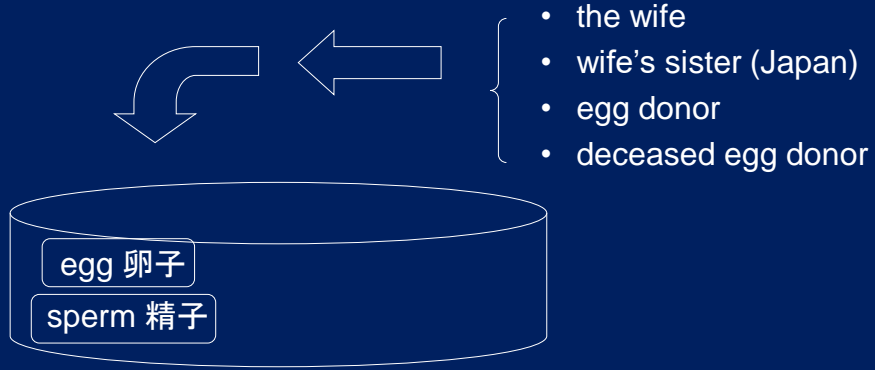 • the wife
• wife's sister (Japan)
• egg donor
• deceased egg donor
egg 卵子
sperm 精子